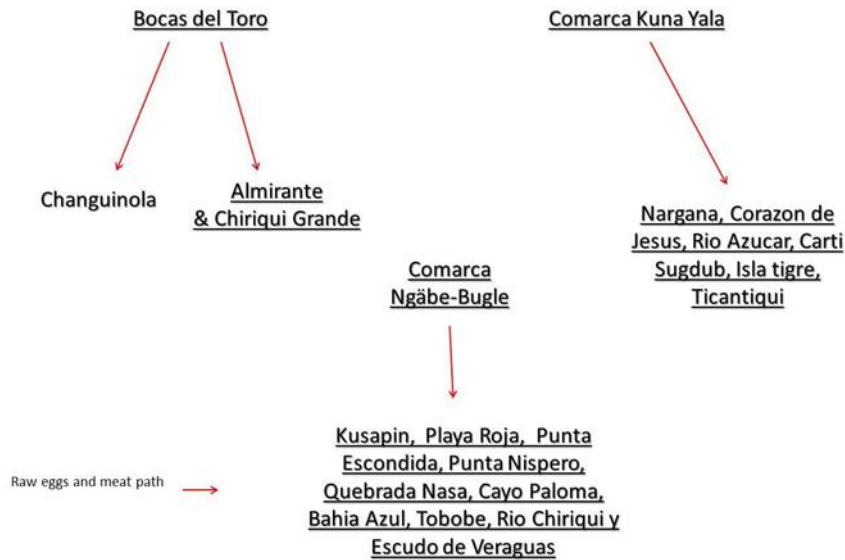 Bocas del Toro
Comarca Kuna Yala
Changuinola
Almirante
& Chiriqui Grande
Nargana, Corazon de
Jesus, Rio Azucar, Carti
Sugdub, Isla tigre,
Ticantiqui
Comarca
Ngäbe-Bugle
Kusapin, Playa Roja, Punta
Escondida, Punta Nispero,
Quebrada Nasa, Cayo Paloma,
Bahia Azul, Tobobe, Rio Chiriqui y
Escudo de Veraguas
Raw eggs and meat path